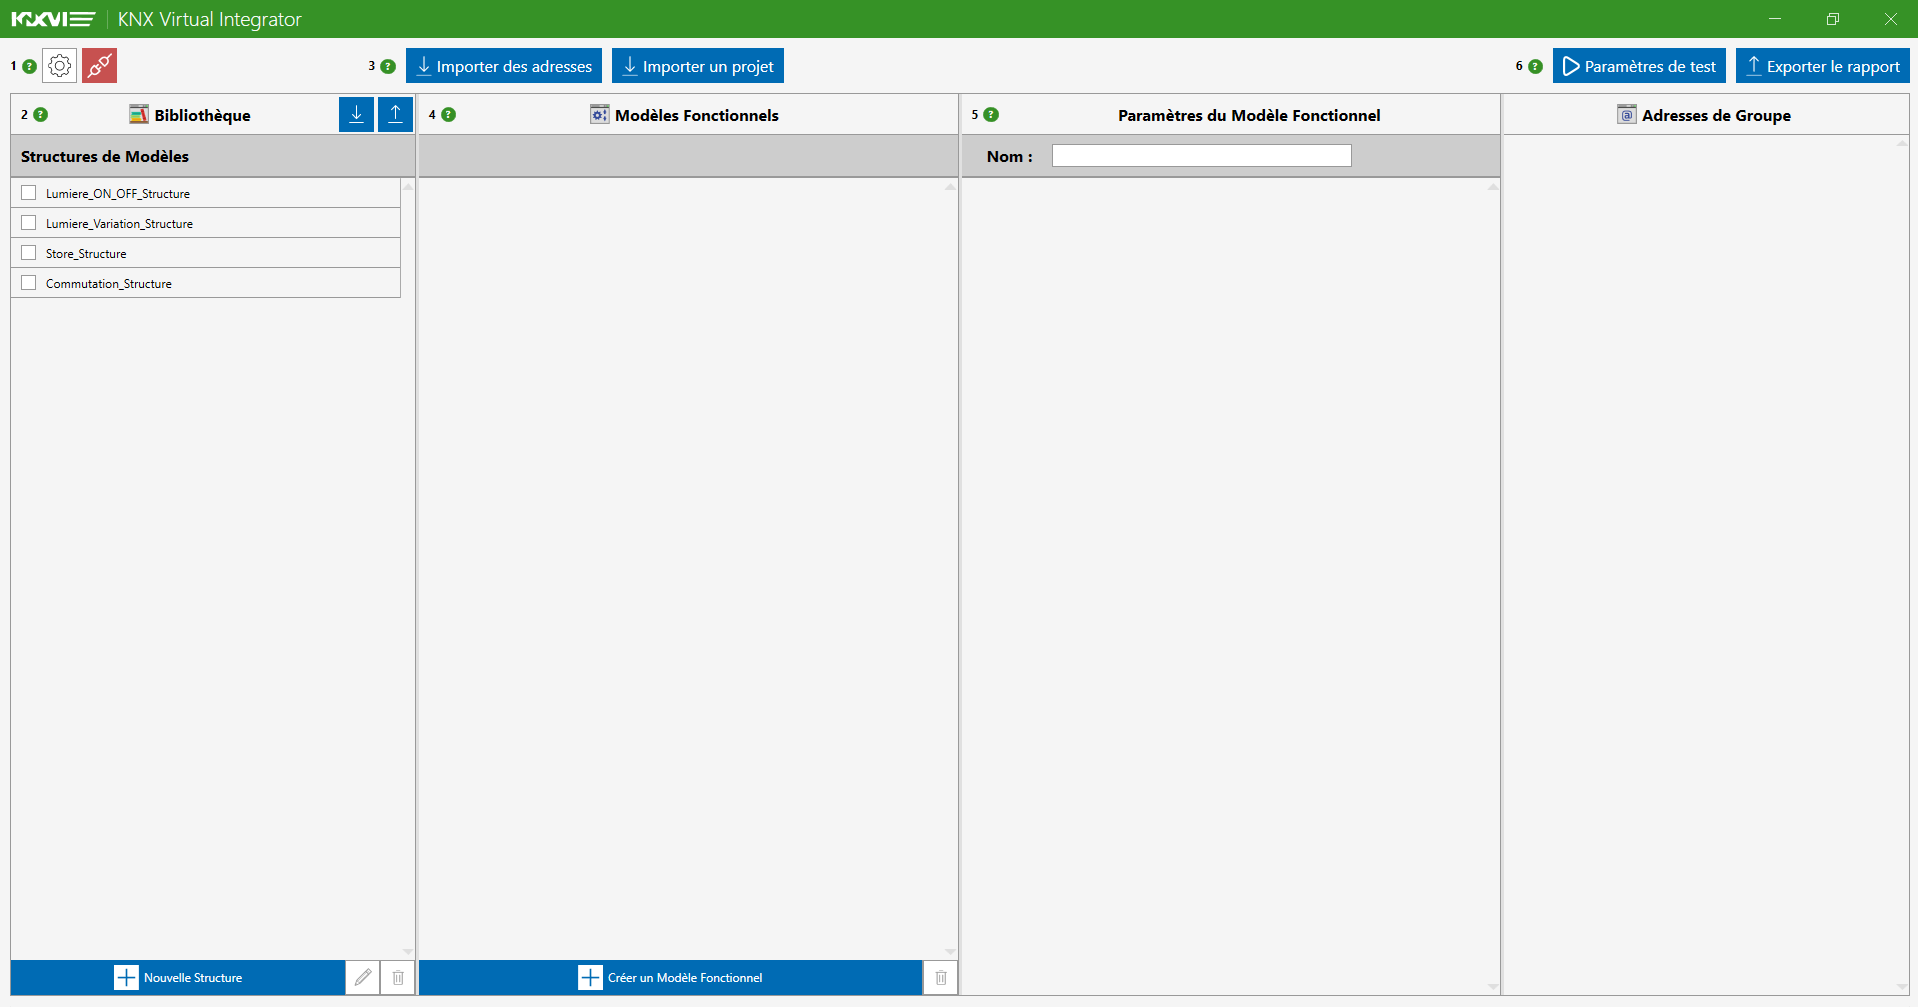 KNXVI KNX Virtual Integrator
1 ? 3 ? Importer des adresses Importer un projet 6 ? Paramètres de test Exporter le rapport
2 ? Bibliothèque 4 ? Modèles Fonctionnels 5 ? Paramètres du Modèle Fonctionnel @ Adresses de Groupe
Structures de Modèles Nom :
Lumiere_ON_OFF_Structure
Lumiere_Variation_Structure
Store_Structure
Commutation_Structure
Nouvelle Structure Créer un Modèle Fonctionnel